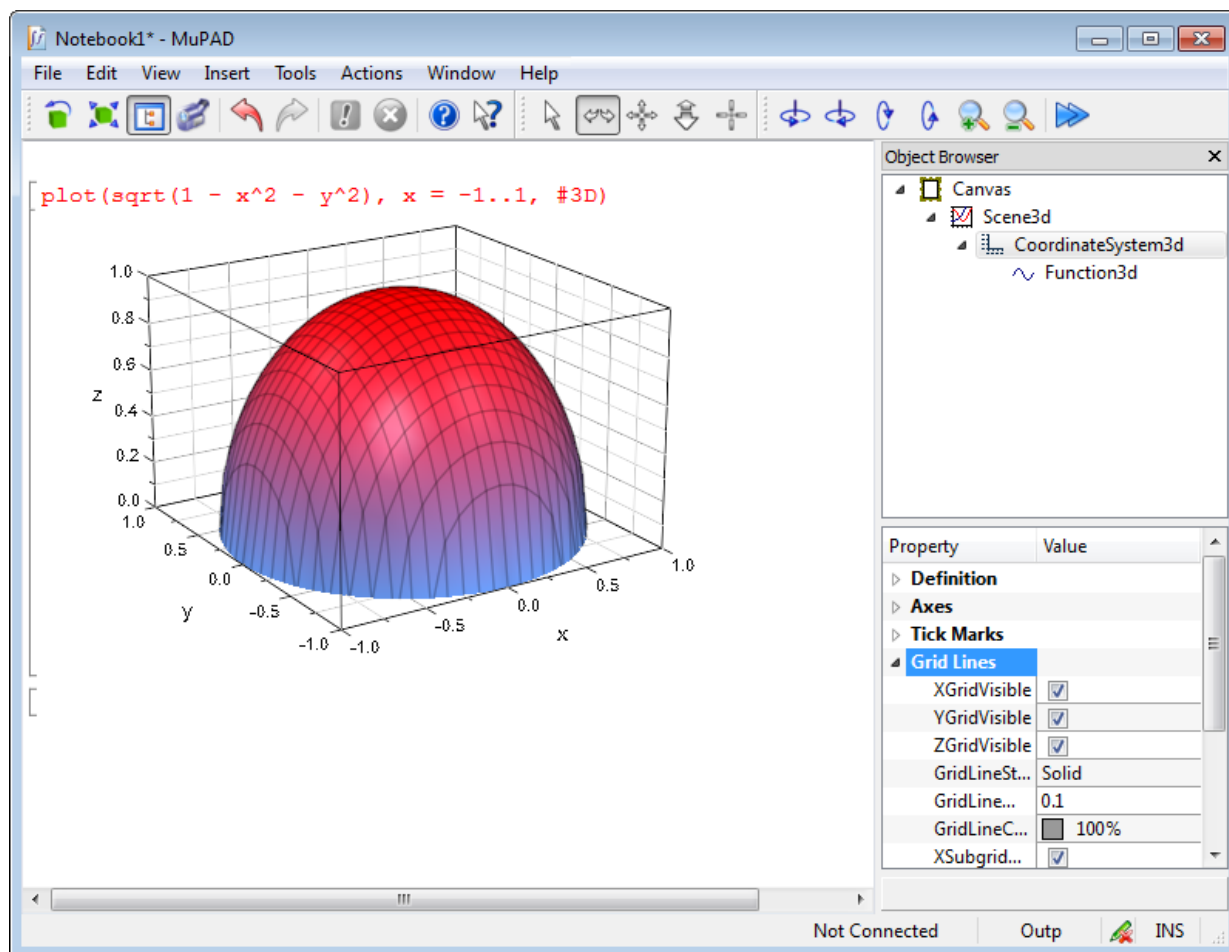 Notebook1* - MuPAD
File Edit View Insert Tools Actions Window Help
Object Browser
Canvas
Scene3d
CoordinateSystem3d
Function3d
plot(sqrt(1 - x^2 - y^2), x = -1..1, #3D)
1.0
0.8
0.6
z
0.4
0.2
0.0
1.0
0.5
0.0
y
-0.5
-1.0
-1.0
-0.5
0.0
x
0.5
1.0
Property Value
Definition
Axes
Tick Marks
Grid Lines
XGridVisible
YGridVisible
ZGridVisible
GridLineSt... Solid
GridLine... 0.1
GridLineC... 100%
XSubgrid...
Not Connected Outp INS